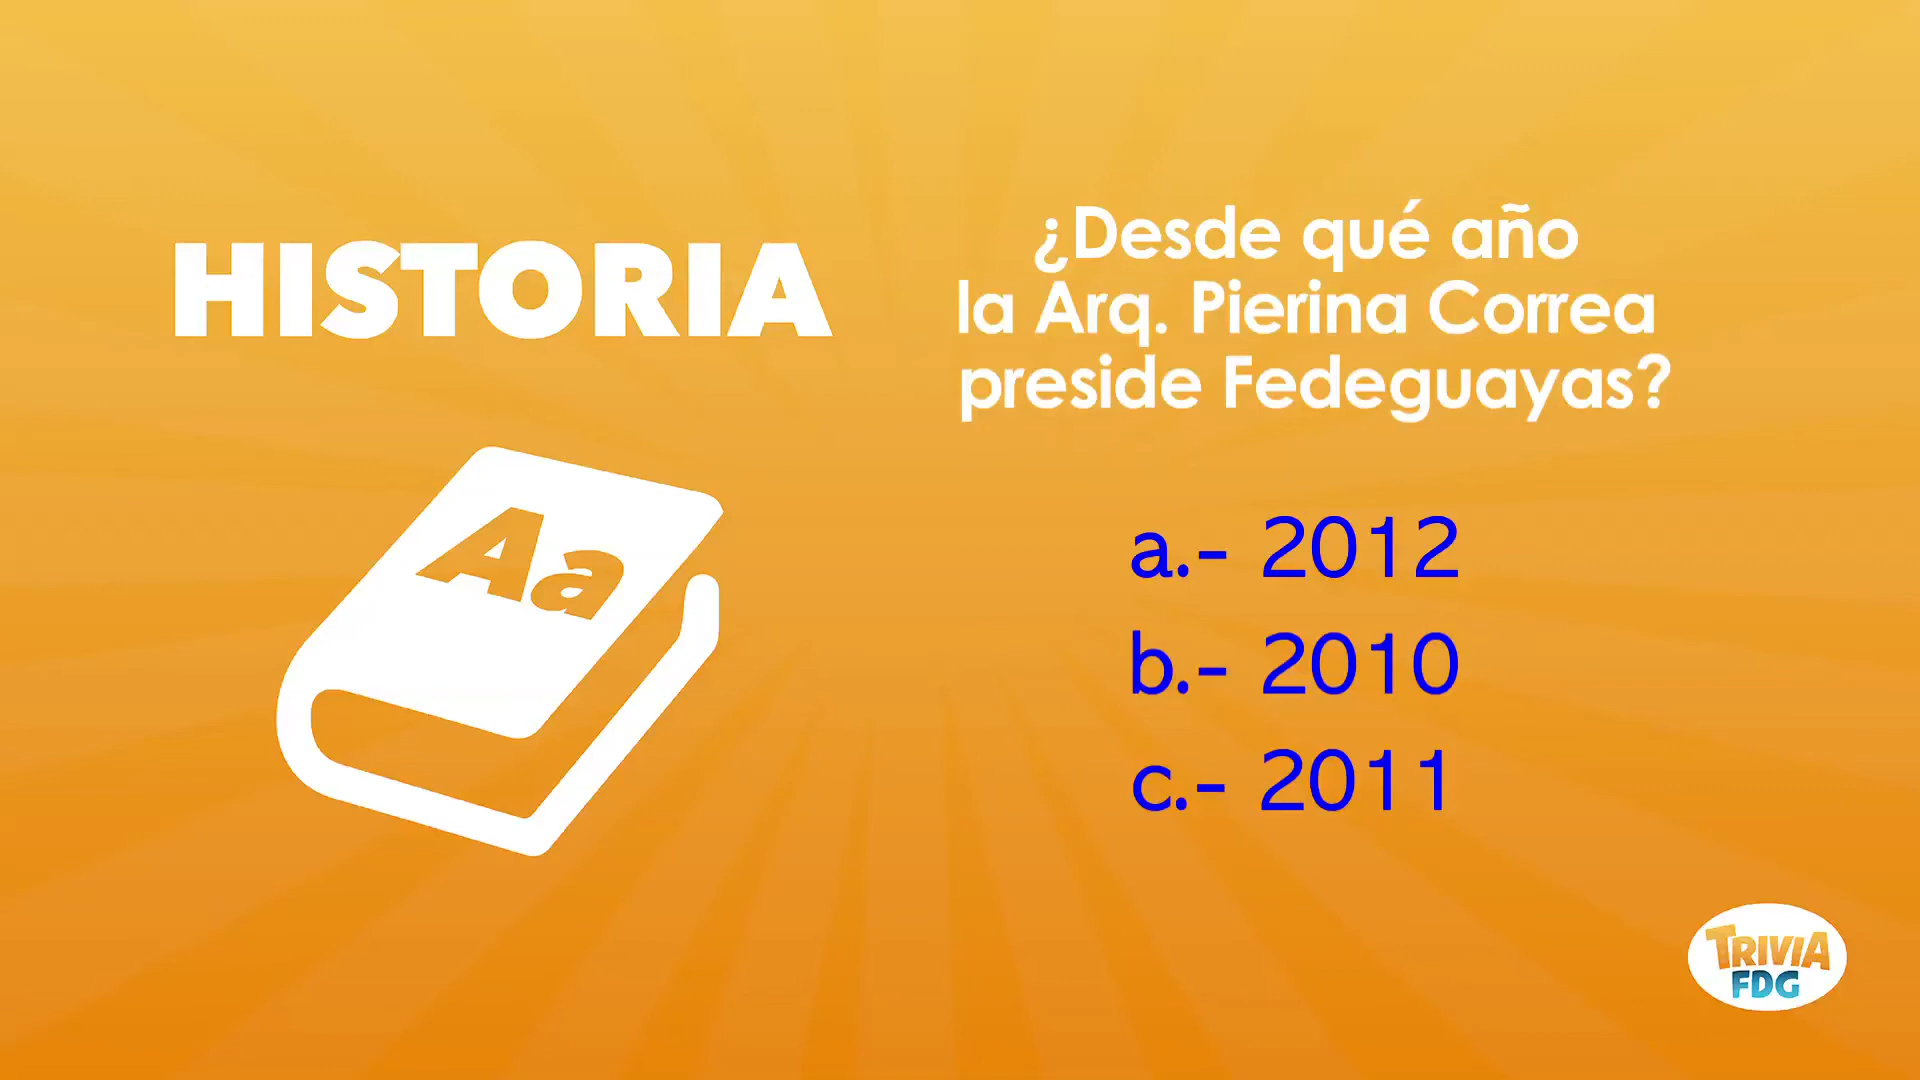 HISTORIA
¿Desde qué año
la Arq. Pierina Correa
preside Fedeguayas?
Aa
a.- 2012
b.- 2010
c.- 2011
TRIVIA
FDG